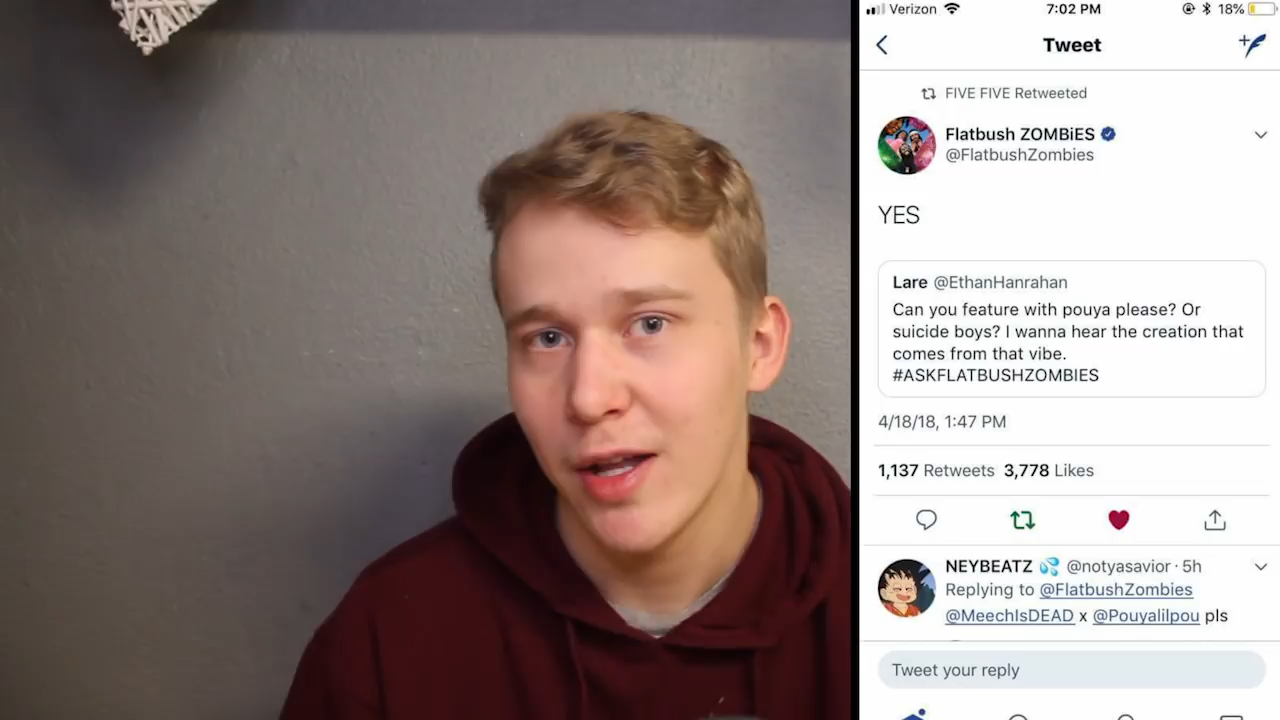 Verizon 7:02 PM 18%
Tweet
FIVE FIVE Retweeted
Flatbush ZOMBiES
@FlatbushZombies
YES
Lare @EthanHanrahan
Can you feature with pouya please? Or
suicide boys? I wanna hear the creation that
comes from that vibe.
#ASKFLATBUSHZOMBIES
4/18/18, 1:47 PM
1,137 Retweets 3,778 Likes
NEYBEATZ 💦 @notyasavior · 5h
Replying to @FlatbushZombies
@MeechIsDEAD x @Pouyalilpou pls
Tweet your reply